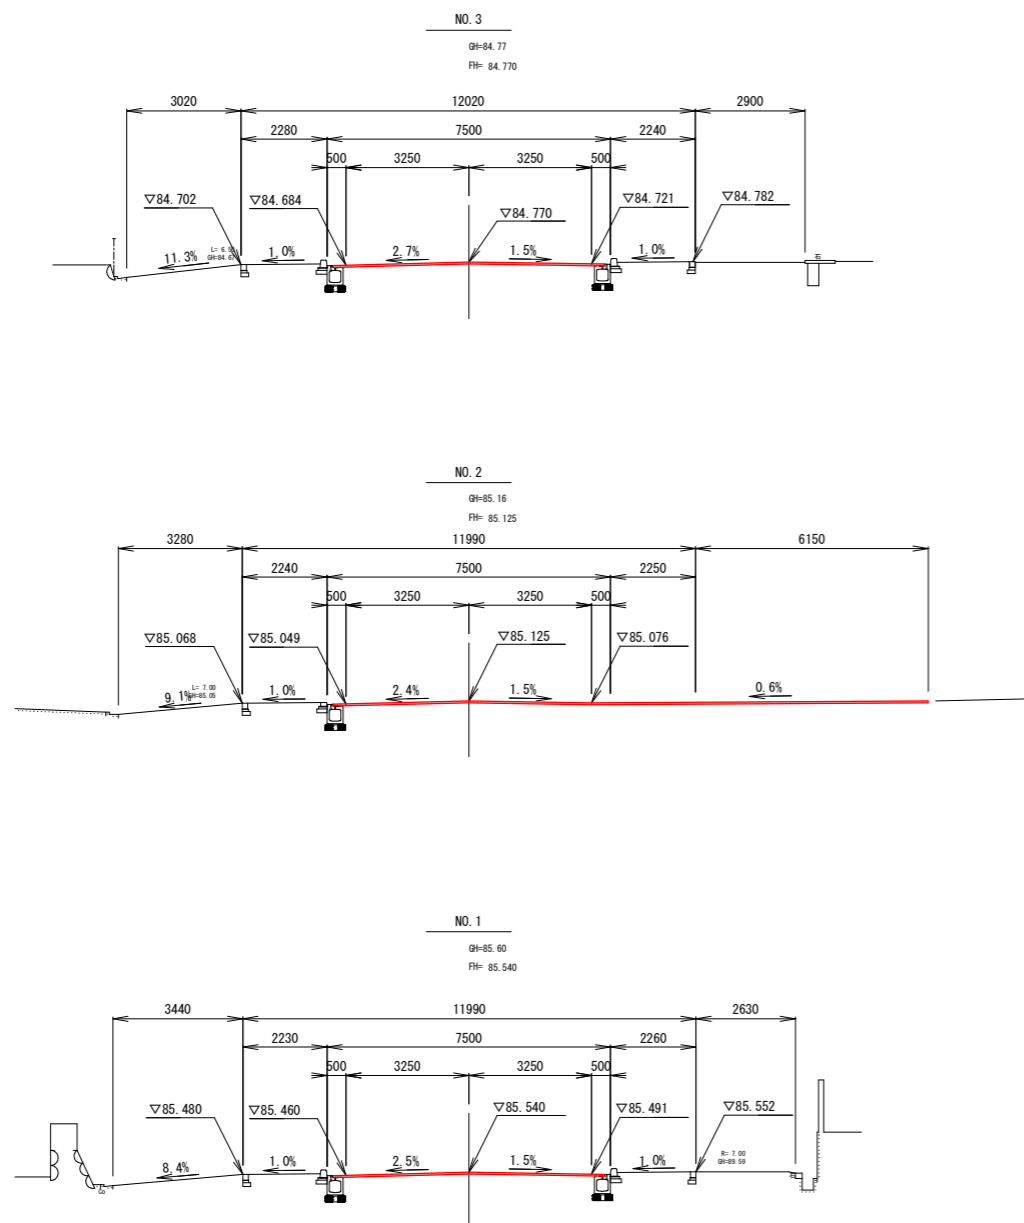 NO.3
GH=84.77
FH= 84.770
3020 12020 2900
2280 7500 2240
500 3250 3250 500
▽84.702 ▽84.684 ▽84.770 ▽84.721 ▽84.782
11.3% 1.0% 2.7% 1.5% 1.0% 石
NO.2
GH=85.16
FH= 85.125
3280 11990 6150
2240 7500 2250
500 3250 3250 500
▽85.068 ▽85.049 ▽85.125 ▽85.076
L= 7.00
GH=85.05
9.1% 1.0% 2.4% 1.5% 0.6%
NO.1
GH=85.60
FH= 85.540
3440 11990 2630
2230 7500 2260
500 3250 3250 500
▽85.480 ▽85.460 ▽85.540 ▽85.491 ▽85.552
R= 7.00
GH=89.59
8.4% 1.0% 2.5% 1.5% 1.0%
Co